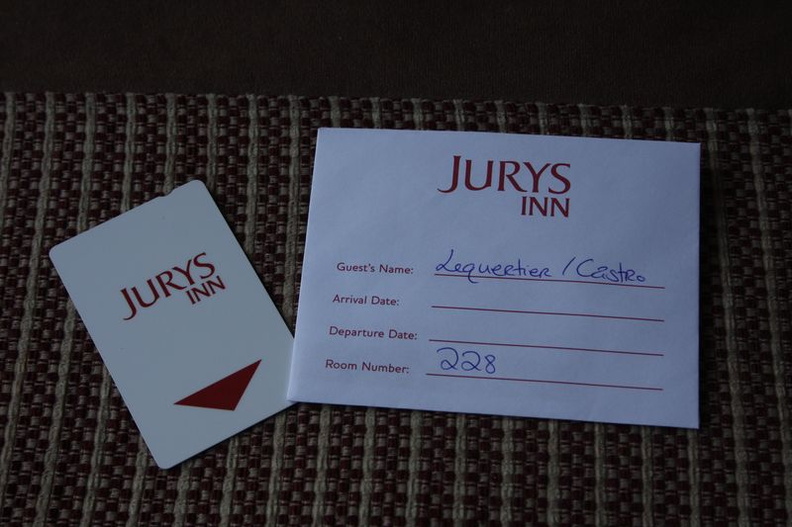 JURYS
INN
JURYS
INN
Guest's Name: Lequertier / Castro
Arrival Date:
Departure Date:
Room Number: 228